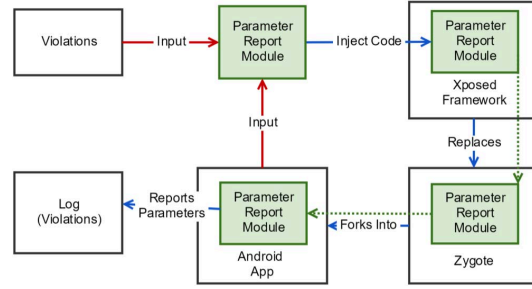 Violations
Input
Parameter
Report
Module
Inject Code
Parameter
Report
Module
Xposed
Framework
Input
Replaces
Log
(Violations)
Reports
Parameters
Parameter
Report
Module
Android
App
Forks Into
Parameter
Report
Module
Zygote